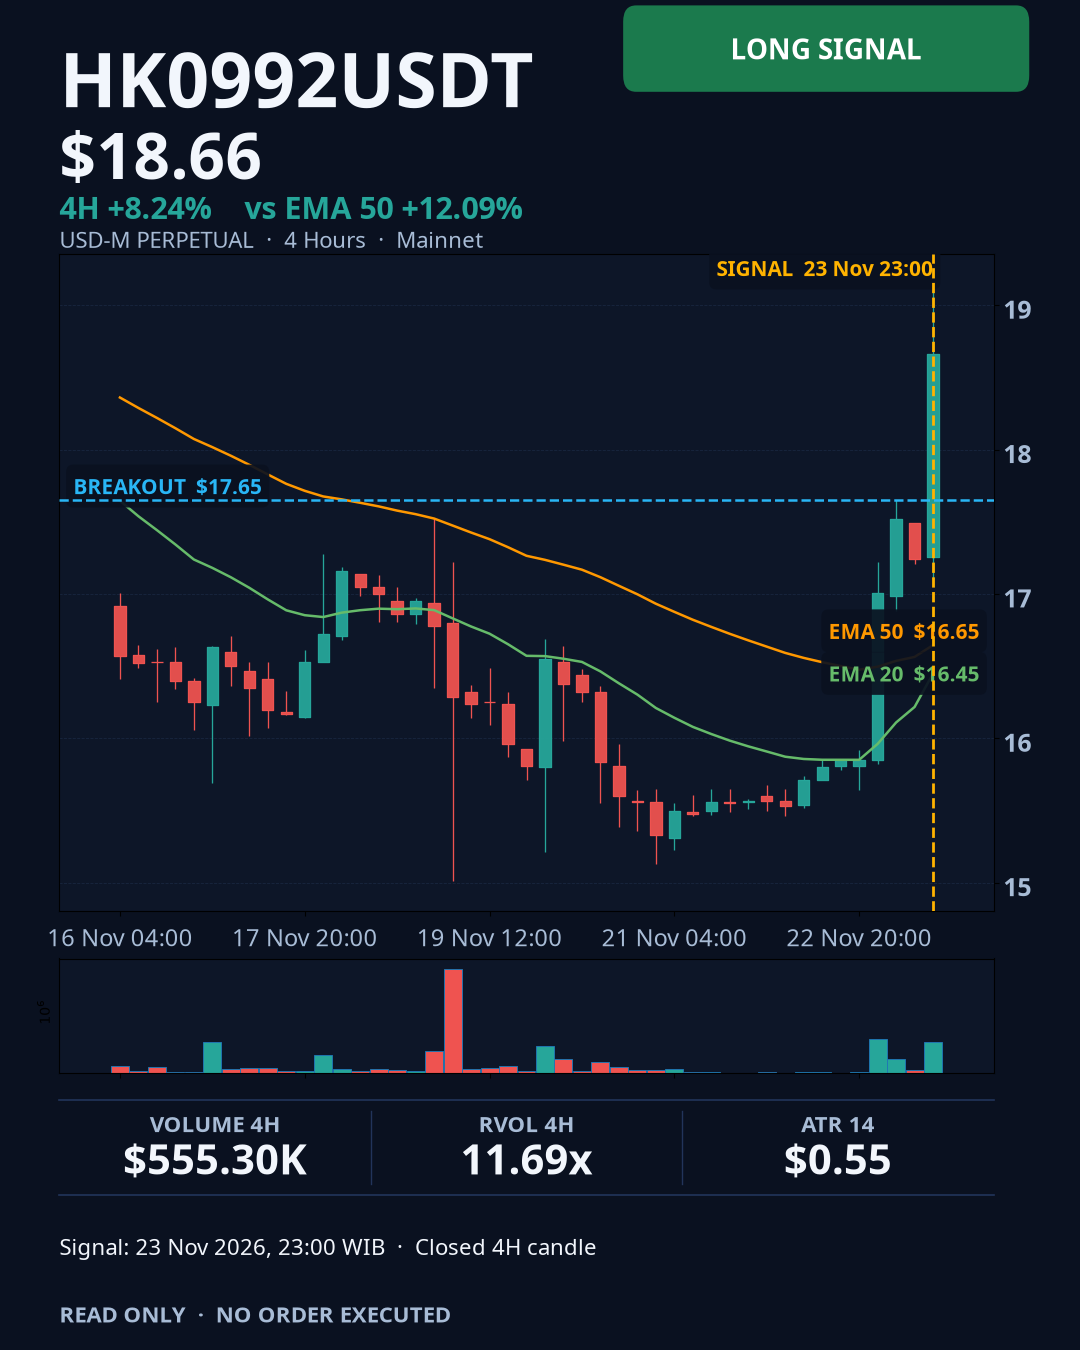 LONG SIGNAL
HK0992USDT
$18.66
4H +8.24% vs EMA 50 +12.09%
USD-M PERPETUAL · 4 Hours · Mainnet
SIGNAL 23 Nov 23:00
19
18
BREAKOUT $17.65
17
EMA 50 $16.65
EMA 20 $16.45
16
15
16 Nov 04:00 17 Nov 20:00 19 Nov 12:00 21 Nov 04:00 22 Nov 20:00
10⁶
VOLUME 4H RVOL 4H ATR 14
$555.30K 11.69x $0.55
Signal: 23 Nov 2026, 23:00 WIB · Closed 4H candle
READ ONLY · NO ORDER EXECUTED